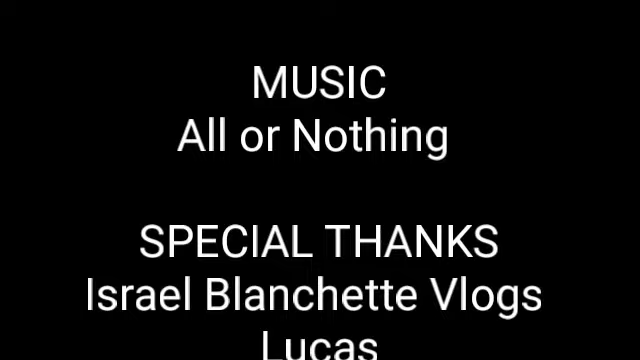 MUSIC
All or Nothing
SPECIAL THANKS
Israel Blanchette Vlogs
Lucas